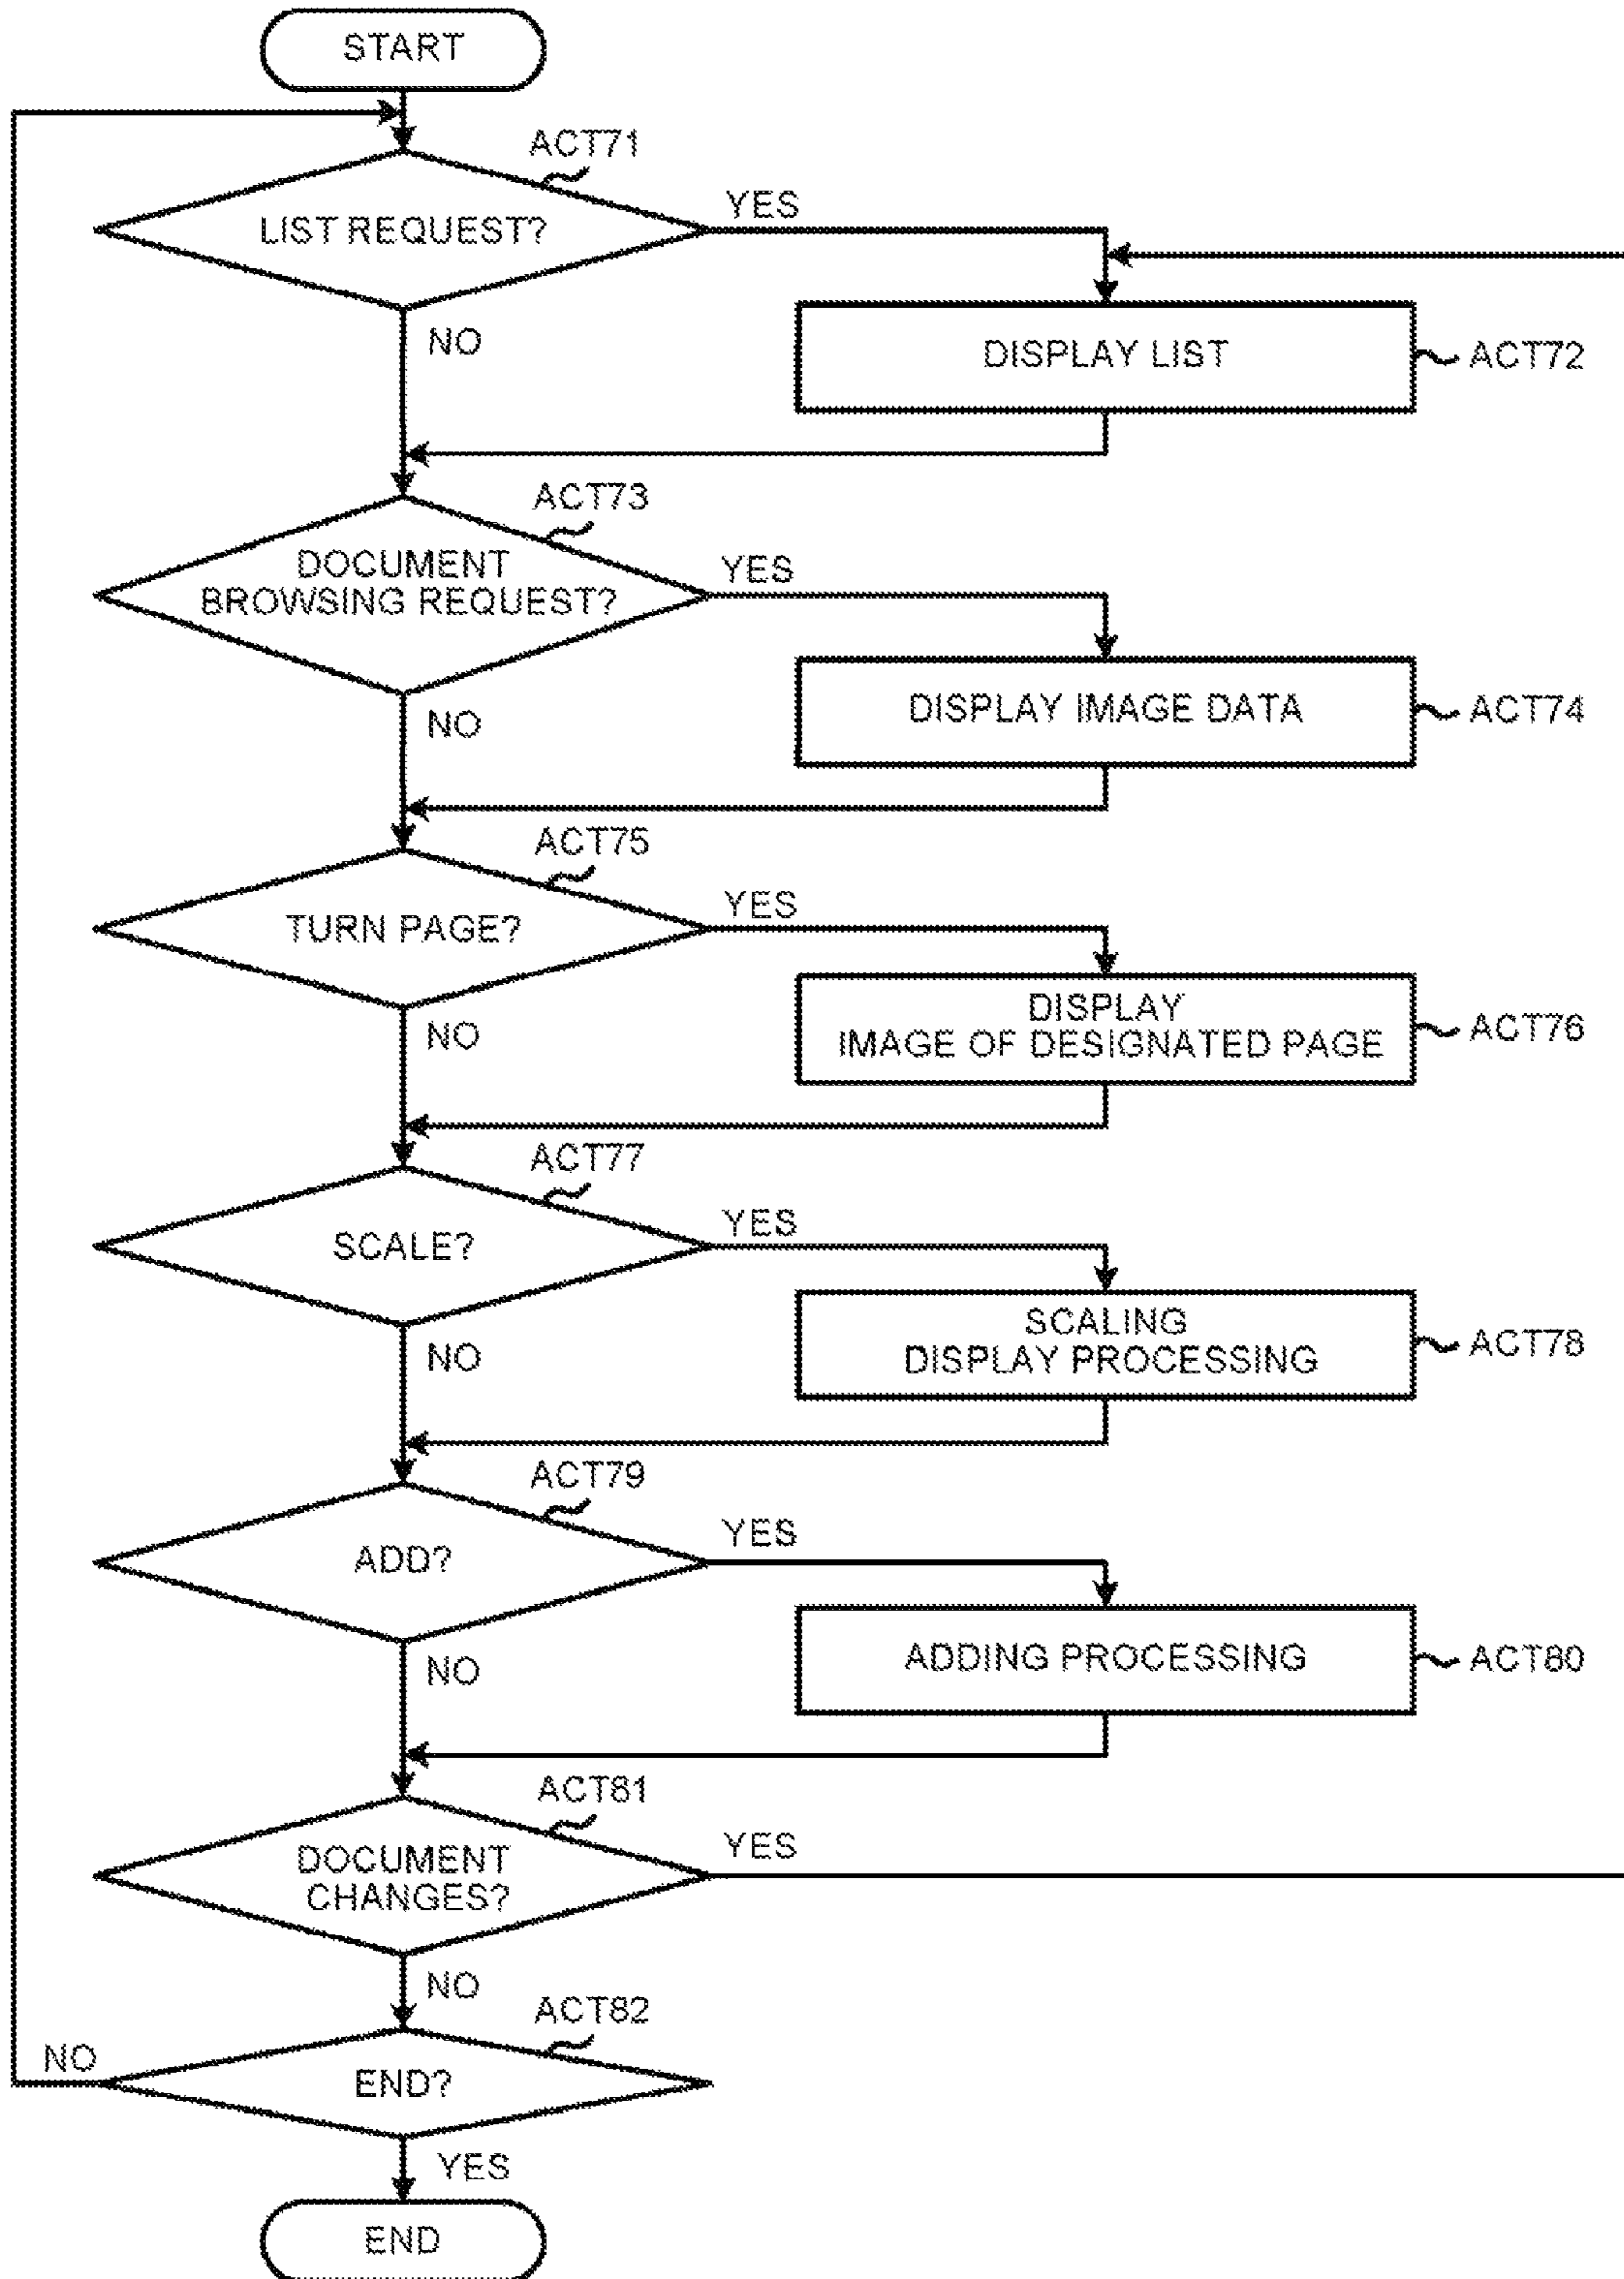 START
ACT71
LIST REQUEST?
YES
NO
DISPLAY LIST
ACT72
ACT73
DOCUMENT
BROWSING REQUEST?
YES
NO
DISPLAY IMAGE DATA
ACT74
ACT75
TURN PAGE?
YES
NO
DISPLAY
IMAGE OF DESIGNATED PAGE
ACT76
ACT77
SCALE?
YES
NO
SCALING
DISPLAY PROCESSING
ACT78
ACT79
ADD?
YES
NO
ADDING PROCESSING
ACT80
ACT81
DOCUMENT
CHANGES?
YES
NO
ACT82
END?
NO
YES
END